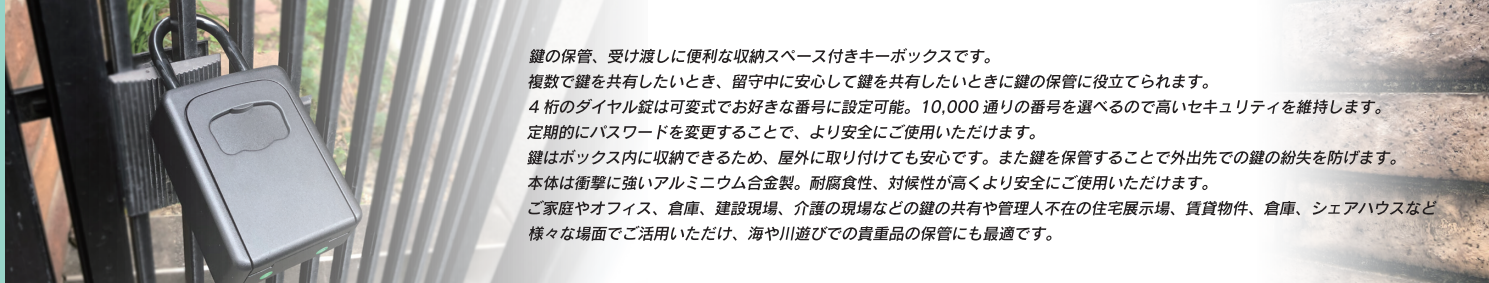 鍵の保管、受け渡しに便利な収納スペース付きキーボックスです。
複数で鍵を共有したいとき、留守中に安心して鍵を共有したいときに鍵の保管に役立てられます。
4 桁のダイヤル錠は可変式でお好きな番号に設定可能。10,000 通りの番号を選べるので高いセキュリティを維持します。
定期的にパスワードを変更することで、より安全にご使用いただけます。
鍵はボックス内に収納できるため、屋外に取り付けても安心です。また鍵を保管することで外出先での鍵の紛失を防げます。
本体は衝撃に強いアルミニウム合金製。耐腐食性、対候性が高くより安全にご使用いただけます。
ご家庭やオフィス、倉庫、建設現場、介護の現場などの鍵の共有や管理人不在の住宅展示場、賃貸物件、倉庫、シェアハウスなど
様々な場面でご活用いただけ、海や川遊びでの貴重品の保管にも最適です。